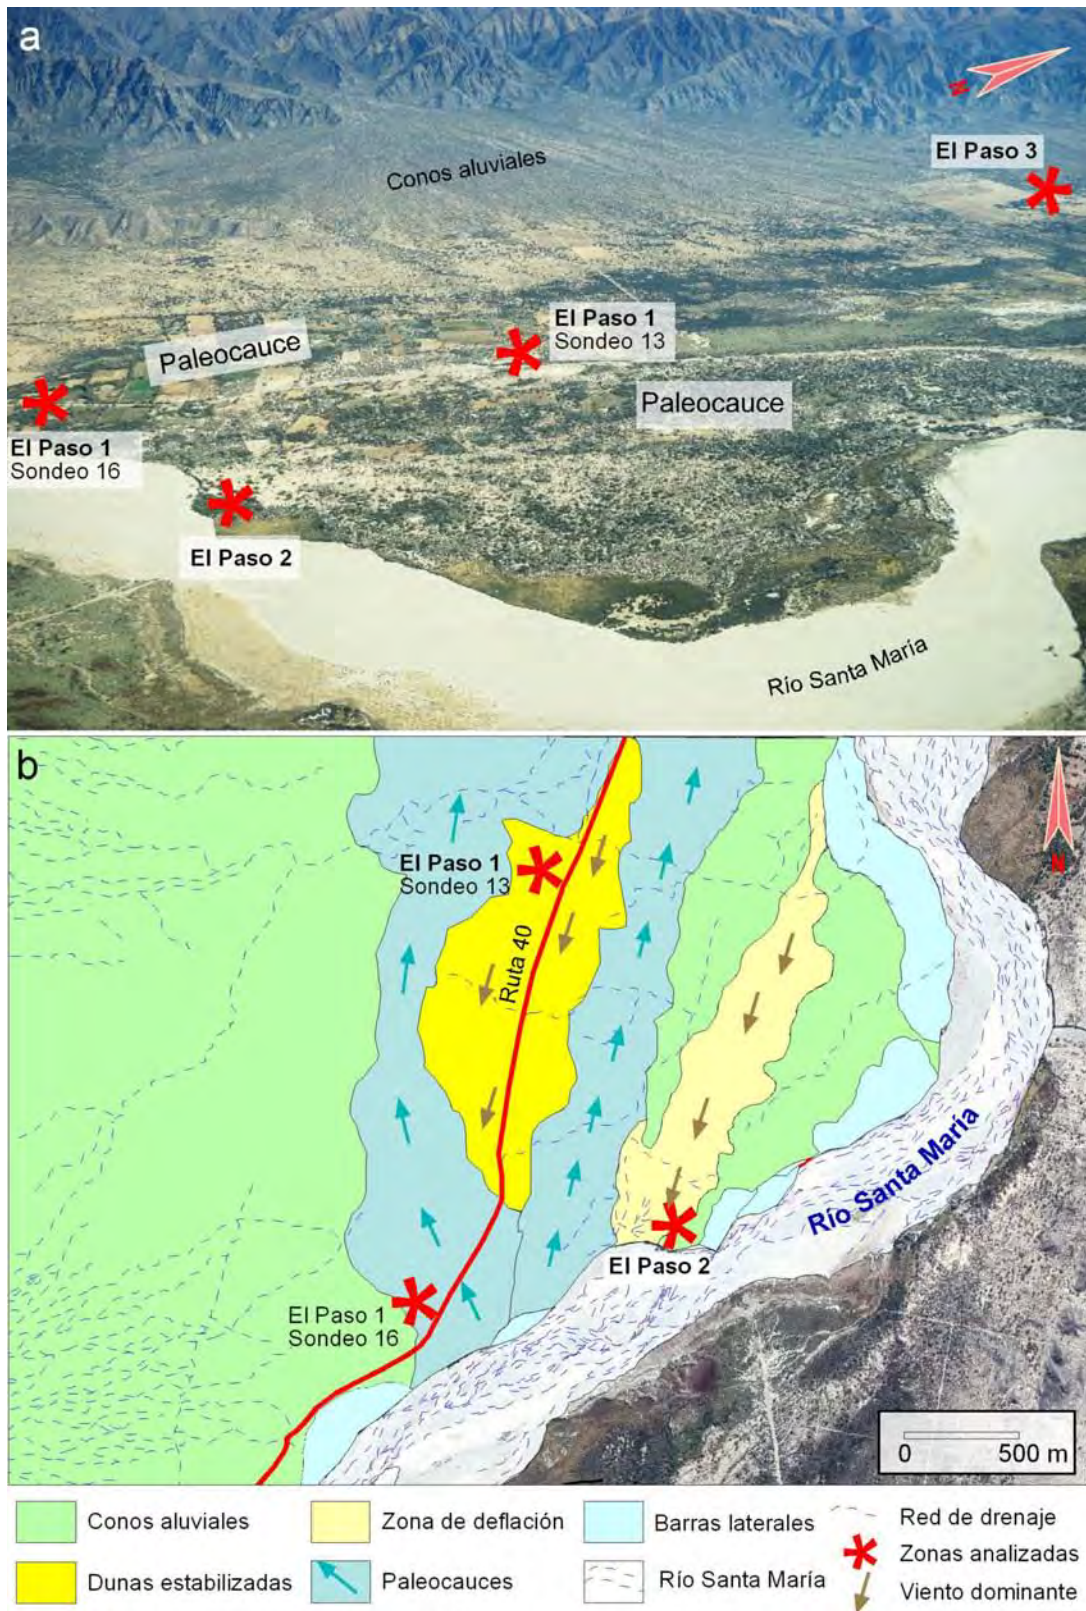 a
N
El Paso 3
Conos aluviales
El Paso 1
Sondeo 13
Paleocauce
Paleocauce
El Paso 1
Sondeo 16
El Paso 2
Río Santa María
b
N
El Paso 1
Sondeo 13
Ruta 40
Río Santa María
El Paso 2
El Paso 1
Sondeo 16
0 500 m
Conos aluviales
Zona de deflación
Barras laterales
Red de drenaje
Zonas analizadas
Dunas estabilizadas
Paleocauces
Río Santa María
Viento dominante